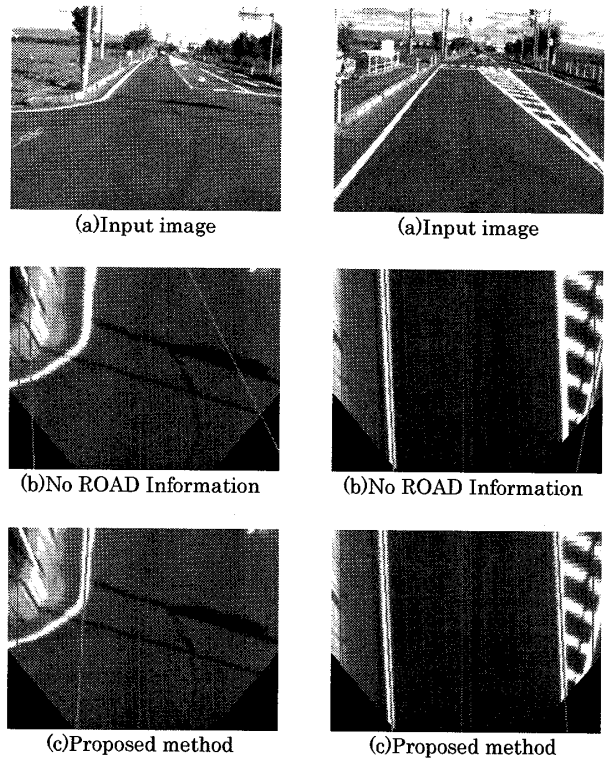 (a)Input image
(a)Input image
(b)No ROAD Information
(b)No ROAD Information
(c)Proposed method
(c)Proposed method